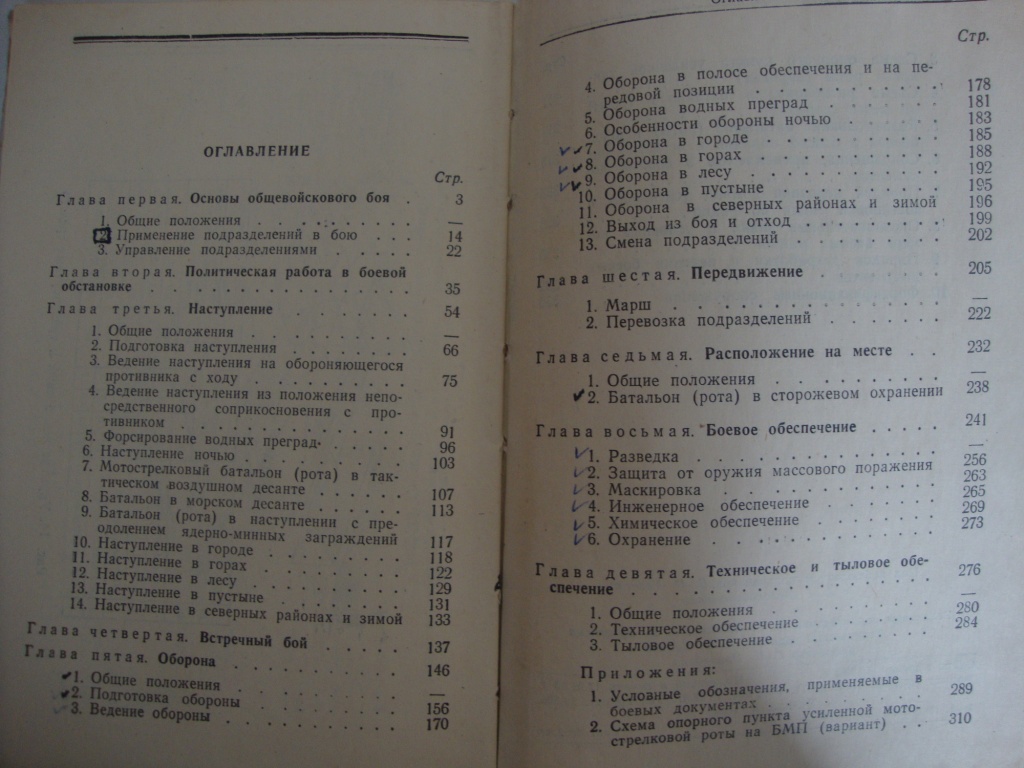 ОГЛАВЛЕНИЕ
Стр.
Глава первая. Основы общевойскового боя . 3
1. Общие положения . . . . . . . —
2. Применение подразделений в бою . . . 14
3. Управление подразделениями . . . . 22
Глава вторая. Политическая работа в боевой
обстановке . . . . . . . . . . . 35
Глава третья. Наступление . . . . . . 54
1. Общие положения . . . . . . . . —
2. Подготовка наступления . . . . . . 66
3. Ведение наступления на обороняющегося
противника с ходу . . . . . . . . 75
4. Ведение наступления из положения непо-
средственного соприкосновения с про-
тивником . . . . . . . . . . . 91
5. Форсирование водных преград . . . . 96
6. Наступление ночью . . . . . . . . 103
7. Мотострелковый батальон (рота) в так-
тическом воздушном десанте . . . . . 107
8. Батальон в морском десанте . . . . . 113
9. Батальон (рота) в наступлении с пре-
одолением ядерно-минных заграждений 117
10. Наступление в городе . . . . . . . 118
11. Наступление в горах . . . . . . . 122
12. Наступление в лесу . . . . . . . 129
13. Наступление в пустыне . . . . . . 131
14. Наступление в северных районах и зимой 133
Глава четвертая. Встречный бой . . . . 137
Глава пятая. Оборона . . . . . . . . 146
1. Общие положения . . . . . . . . —
2. Подготовка обороны . . . . . . . 156
3. Ведение обороны . . . . . . . . 170
Стр.
4. Оборона в полосе обеспечения и на пе-
редовой позиции . . . . . . . . 178
5. Оборона водных преград . . . . . . 181
6. Особенности обороны ночью . . . . . 183
7. Оборона в городе . . . . . . . . 185
8. Оборона в горах . . . . . . . . 188
9. Оборона в лесу . . . . . . . . 192
10. Оборона в пустыне . . . . . . . 195
11. Оборона в северных районах и зимой 196
12. Выход из боя и отход . . . . . . 199
13. Смена подразделений . . . . . . . 202
Глава шестая. Передвижение . . . . . 205
1. Марш . . . . . . . . . . . . —
2. Перевозка подразделений . . . . . . 222
Глава седьмая. Расположение на месте . . 232
1. Общие положения . . . . . . . . —
2. Батальон (рота) в сторожевом охранении 238
Глава восьмая. Боевое обеспечение . . . . 241
1. Разведка . . . . . . . . . . —
2. Защита от оружия массового поражения 256
3. Маскировка . . . . . . . . . . 263
4. Инженерное обеспечение . . . . . . 265
5. Химическое обеспечение . . . . . . 269
6. Охранение . . . . . . . . . . 273
Глава девятая. Техническое и тыловое обе-
спечение . . . . . . . . . . . 276
1. Общие положения . . . . . . . . —
2. Техническое обеспечение . . . . . . 280
3. Тыловое обеспечение . . . . . . . 284
Приложения:
1. Условные обозначения, применяемые в
боевых документах . . . . . . . . 289
2. Схема опорного пункта усиленной мото-
стрелковой роты на БМП (вариант) . . 310